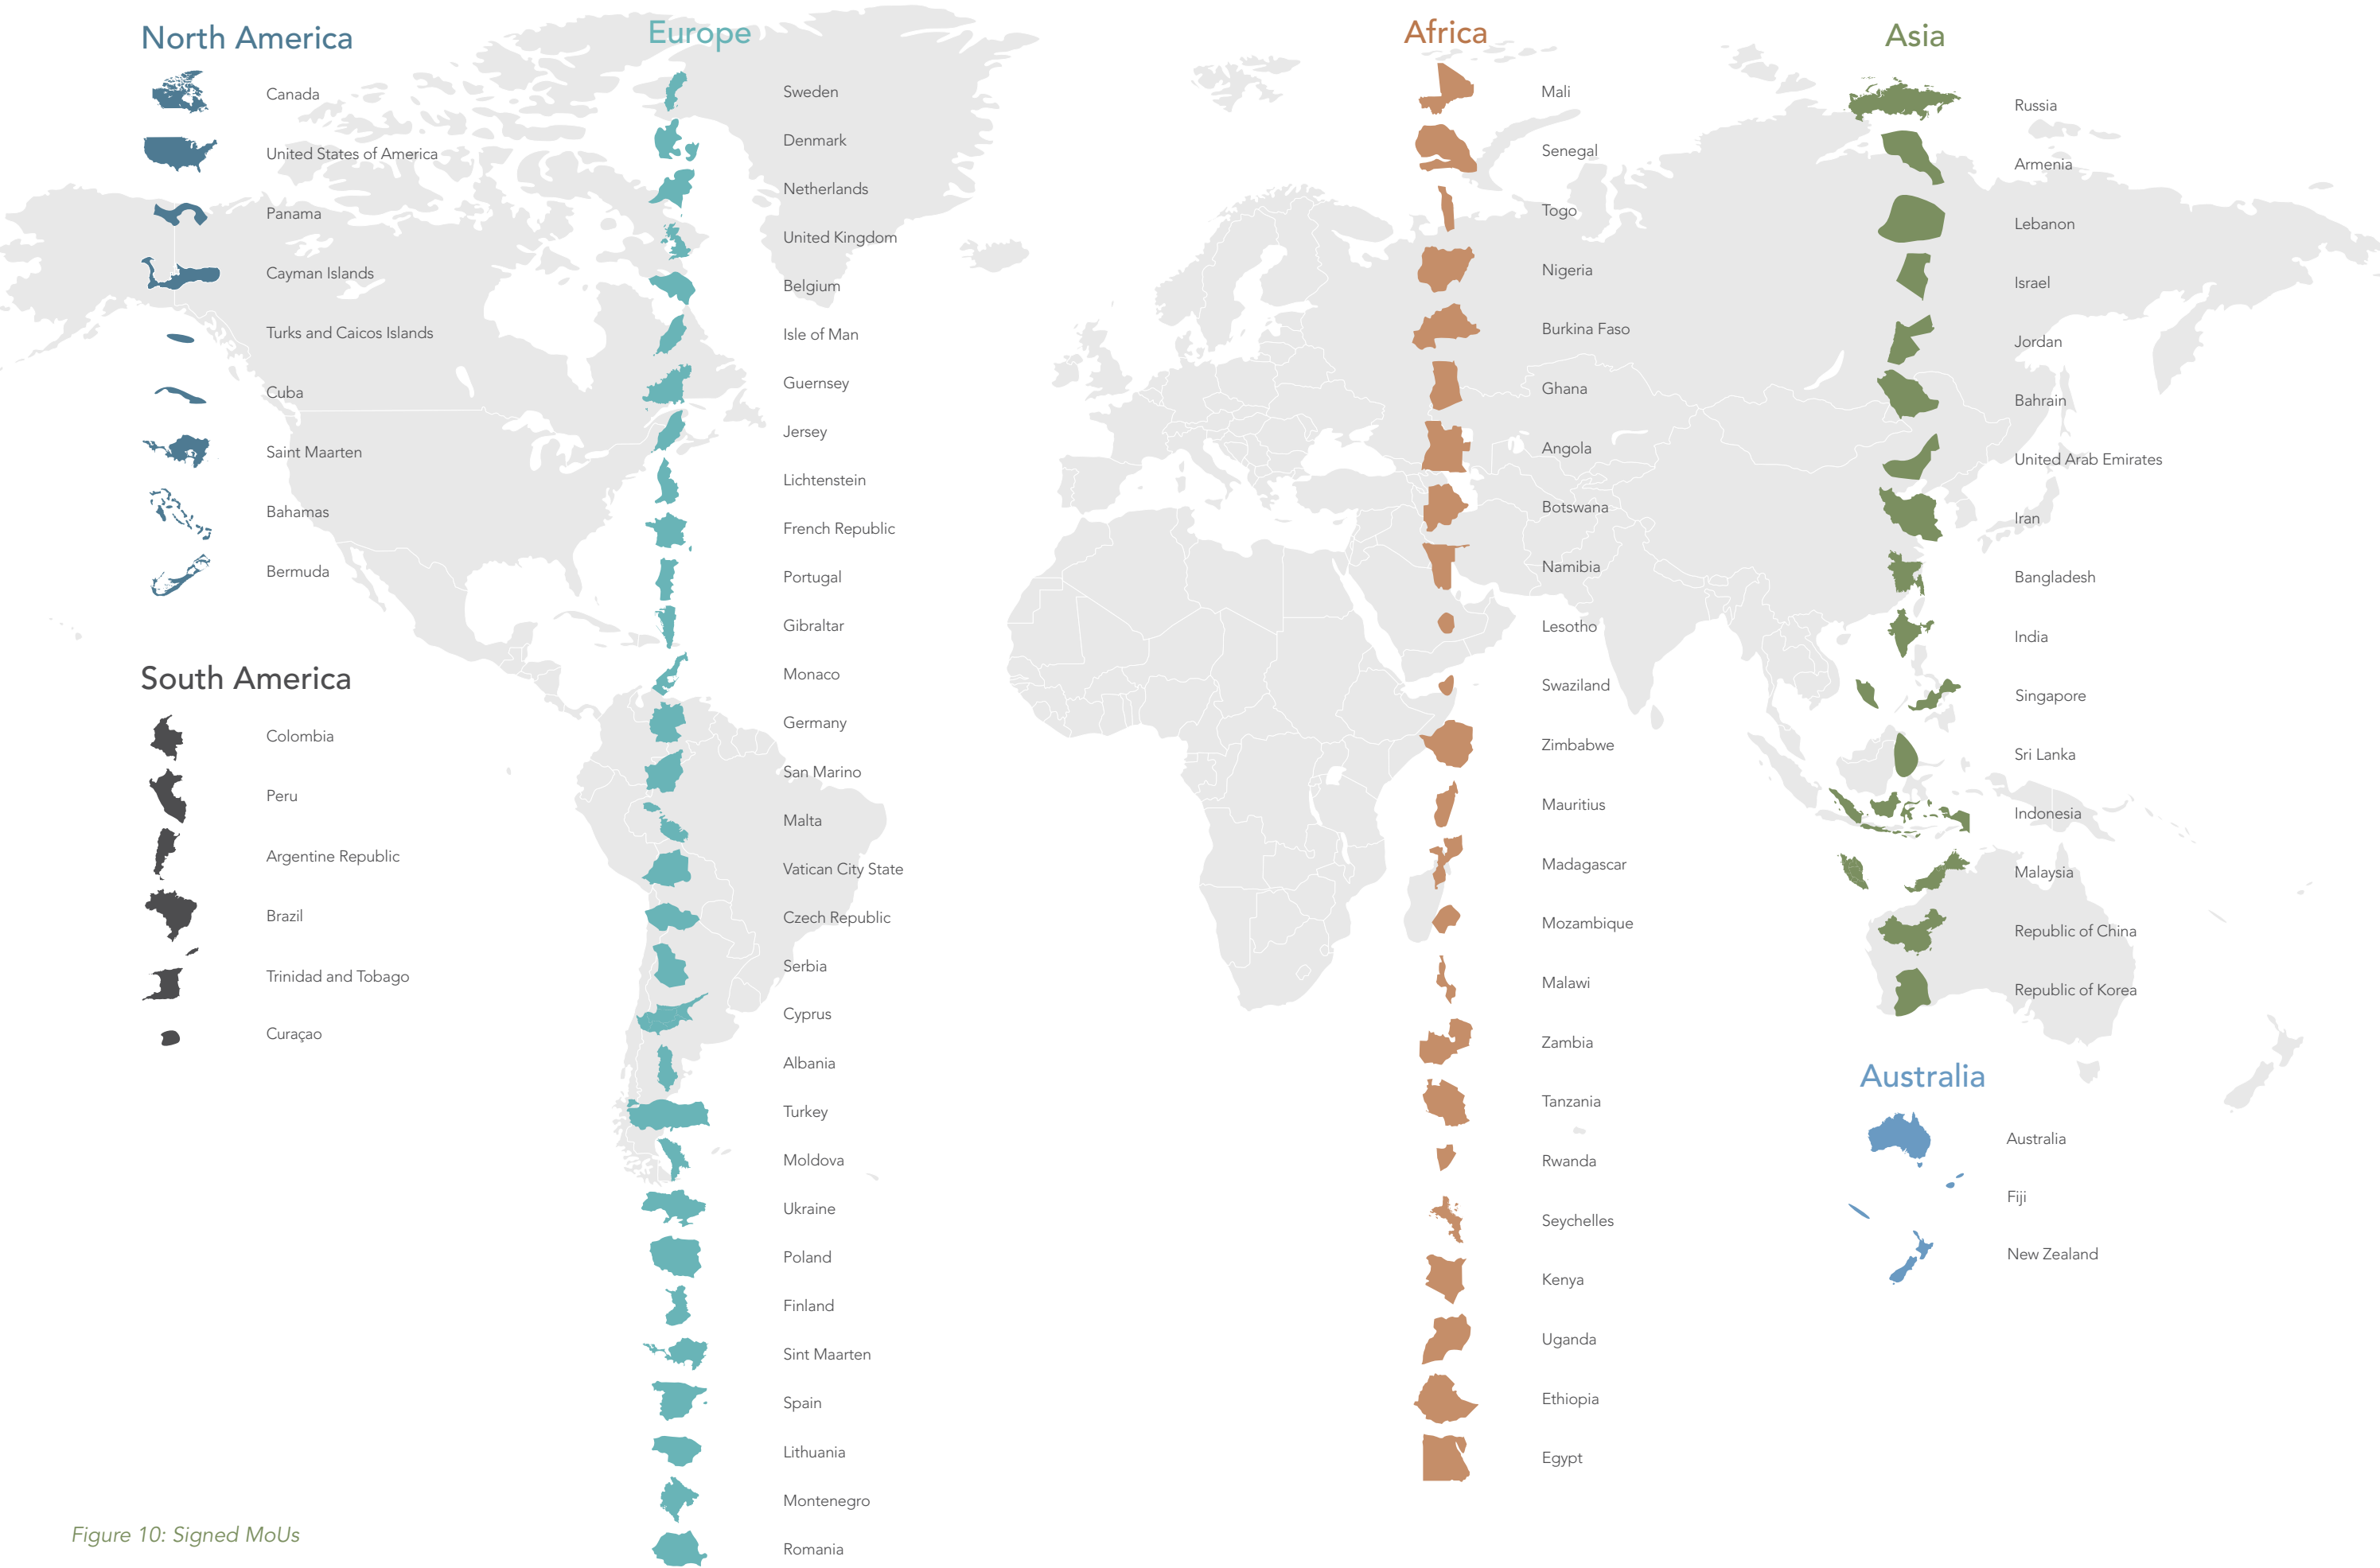 North America
Canada
United States of America
Panama
Cayman Islands
Turks and Caicos Islands
Cuba
Saint Maarten
Bahamas
Bermuda
South America
Colombia
Peru
Argentine Republic
Brazil
Trinidad and Tobago
Curaçao
Europe
Sweden
Denmark
Netherlands
United Kingdom
Belgium
Isle of Man
Guernsey
Jersey
Lichtenstein
French Republic
Portugal
Gibraltar
Monaco
Germany
San Marino
Malta
Vatican City State
Czech Republic
Serbia
Cyprus
Albania
Turkey
Moldova
Ukraine
Poland
Finland
Sint Maarten
Spain
Lithuania
Montenegro
Romania
Africa
Mali
Senegal
Togo
Nigeria
Burkina Faso
Ghana
Angola
Botswana
Namibia
Lesotho
Swaziland
Zimbabwe
Mauritius
Madagascar
Mozambique
Malawi
Zambia
Tanzania
Rwanda
Seychelles
Kenya
Uganda
Ethiopia
Egypt
Asia
Russia
Armenia
Lebanon
Israel
Jordan
Bahrain
United Arab Emirates
Iran
Bangladesh
India
Singapore
Sri Lanka
Indonesia
Malaysia
Republic of China
Republic of Korea
Australia
Australia
Fiji
New Zealand
Figure 10: Signed MoUs